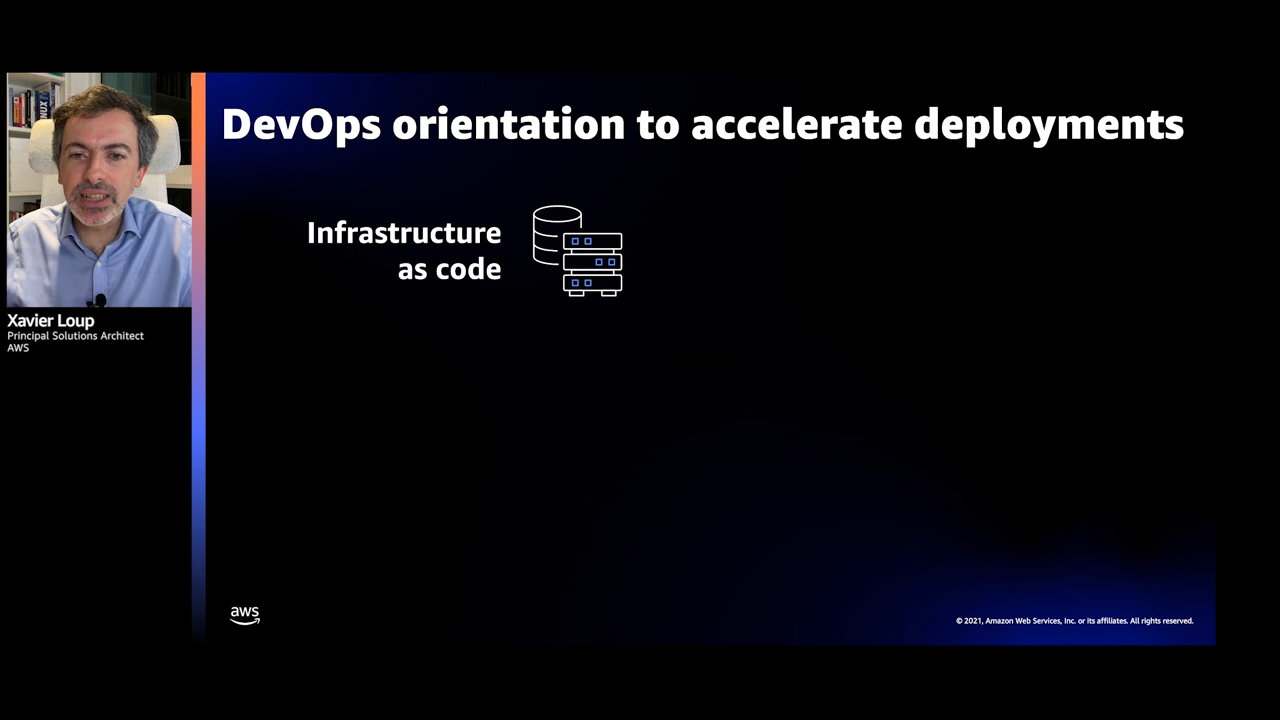 DevOps orientation to accelerate deployments
Infrastructure
as code
Xavier Loup
Principal Solutions Architect
AWS
aws
© 2021, Amazon Web Services, Inc. or its affiliates. All rights reserved.